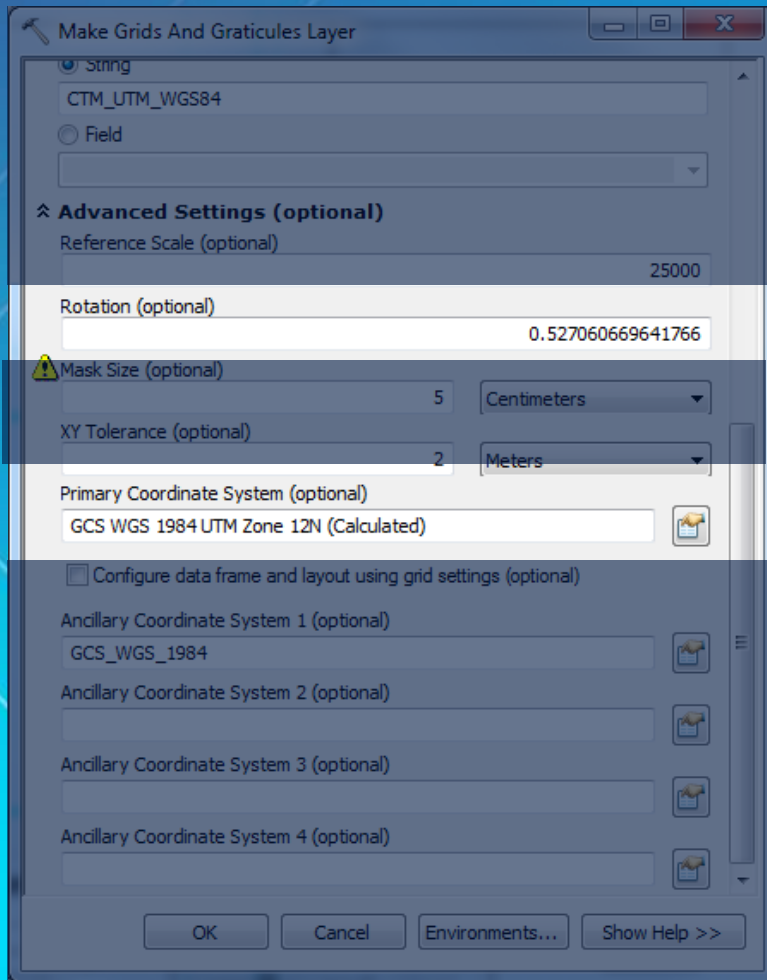 Make Grids And Graticules Layer
String
CTM_UTM_WGS84
Field
Advanced Settings (optional)
Reference Scale (optional)
25000
Rotation (optional)
0.527060669641766
Mask Size (optional)
5 Centimeters
XY Tolerance (optional)
2 Meters
Primary Coordinate System (optional)
GCS WGS 1984 UTM Zone 12N (Calculated)
Configure data frame and layout using grid settings (optional)
Ancillary Coordinate System 1 (optional)
GCS_WGS_1984
Ancillary Coordinate System 2 (optional)
Ancillary Coordinate System 3 (optional)
Ancillary Coordinate System 4 (optional)
OK Cancel Environments... Show Help >>